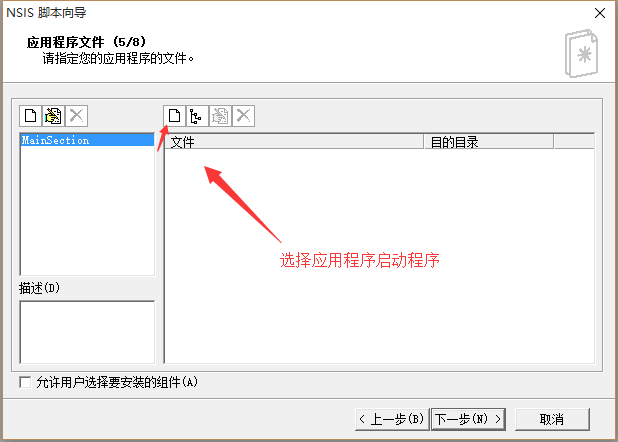 NSIS 脚本向导
应用程序文件 (5/8)
请指定您的应用程序的文件。
MainSection
文件 目的目录
选择应用程序启动程序
描述(D)
允许用户选择要安装的组件(A)
< 上一步(B) 下一步(N) > 取消